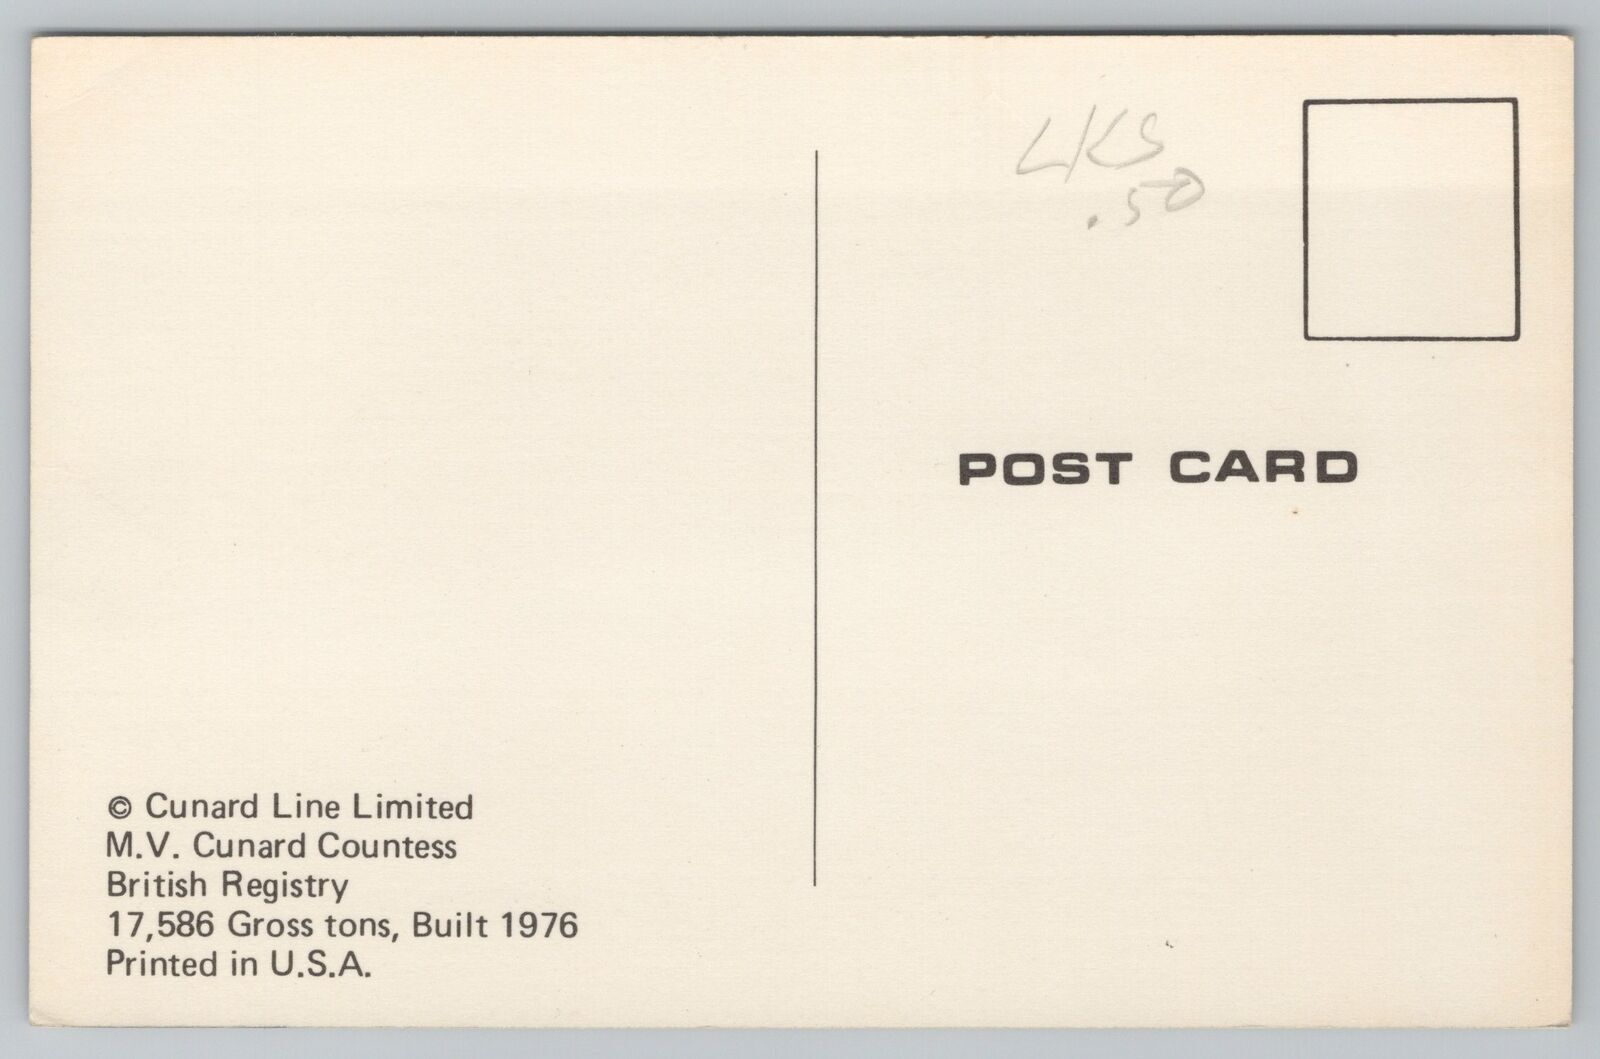 LKS
.50
POST CARD
© Cunard Line Limited
M.V. Cunard Countess
British Registry
17,586 Gross tons, Built 1976
Printed in U.S.A.